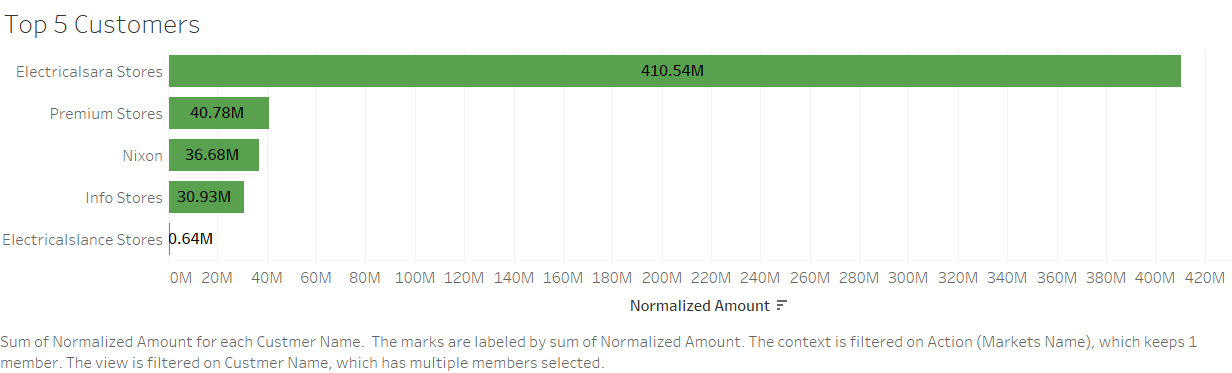 Top 5 Customers
Electricalsara Stores 410.54M
Premium Stores 40.78M
Nixon 36.68M
Info Stores 30.93M
Electricalslance Stores 0.64M
0M 20M 40M 60M 80M 100M 120M 140M 160M 180M 200M 220M 240M 260M 280M 300M 320M 340M 360M 380M 400M 420M
Normalized Amount
Sum of Normalized Amount for each Custmer Name. The marks are labeled by sum of Normalized Amount. The context is filtered on Action (Markets Name), which keeps 1
member. The view is filtered on Custmer Name, which has multiple members selected.